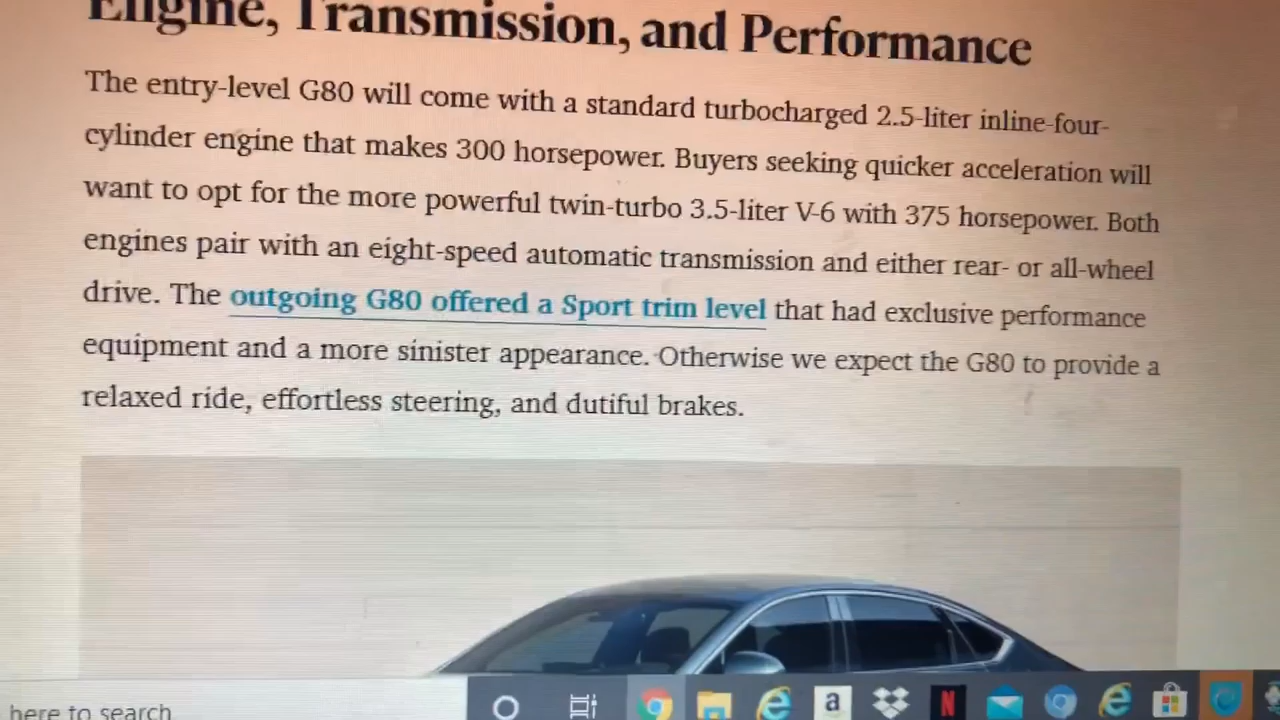 Engine, Transmission, and Performance
The entry-level G80 will come with a standard turbocharged 2.5-liter inline-four-
cylinder engine that makes 300 horsepower. Buyers seeking quicker acceleration will
want to opt for the more powerful twin-turbo 3.5-liter V-6 with 375 horsepower. Both
engines pair with an eight-speed automatic transmission and either rear- or all-wheel
drive. The outgoing G80 offered a Sport trim level that had exclusive performance
equipment and a more sinister appearance. Otherwise we expect the G80 to provide a
relaxed ride, effortless steering, and dutiful brakes.
here to search
a
N